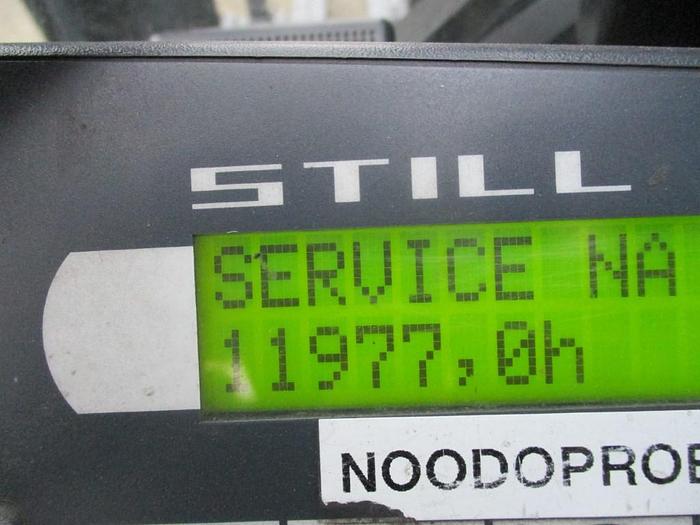 STILL
SERVICE NA
11977,0h
NOODOPROE